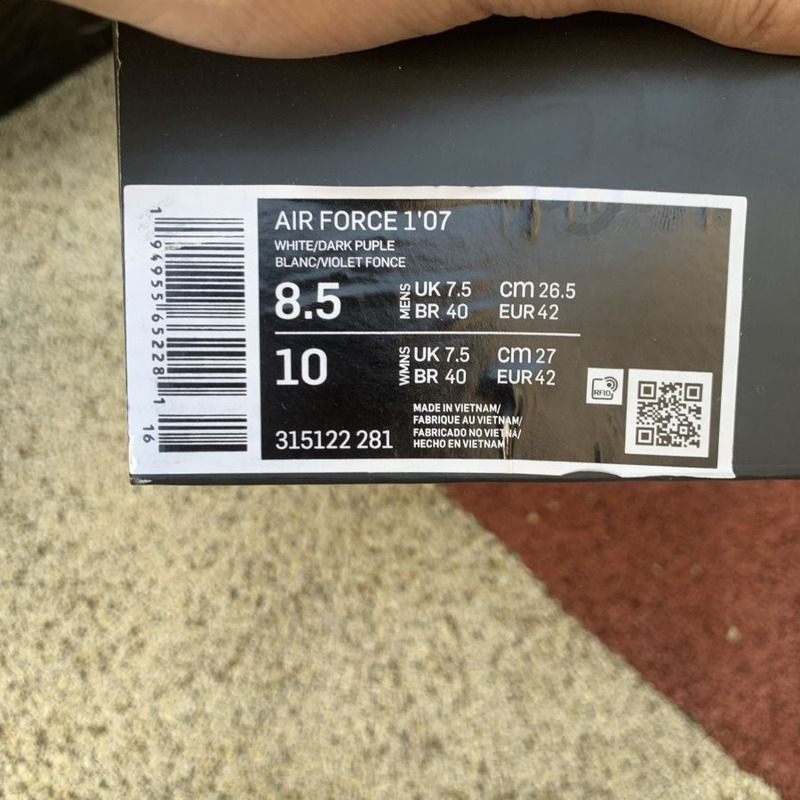 AIR FORCE 1'07
WHITE/DARK PUPLE
BLANC/VIOLET FONCE
8.5 MENS UK 7.5 CM 26.5
BR 40 EUR 42
10 WMNS UK 7.5 CM 27
BR 40 EUR 42
RFID
315122 281
MADE IN VIETNAM/
FABRIQUE AU VIETNAM/
FABRICADO NO VIETNÁ/
HECHO EN VIETNAM
1 94955 65228 1
16